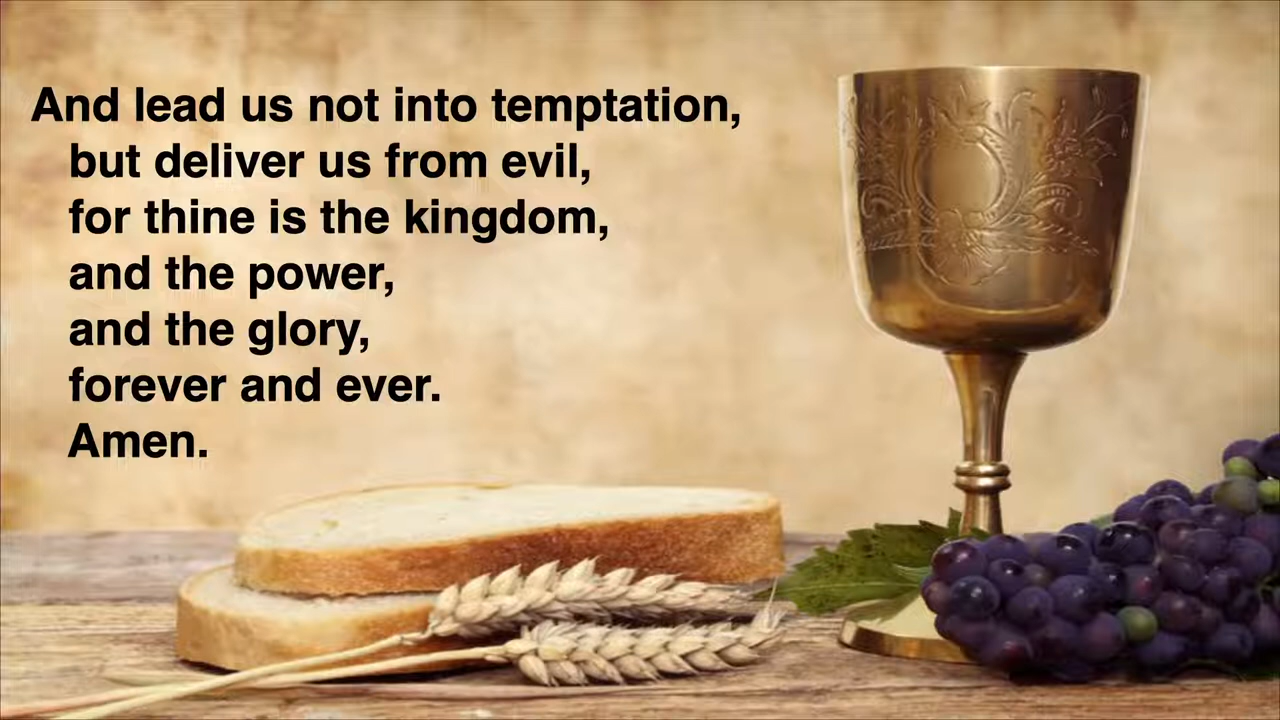 And lead us not into temptation,
but deliver us from evil,
for thine is the kingdom,
and the power,
and the glory,
forever and ever.
Amen.